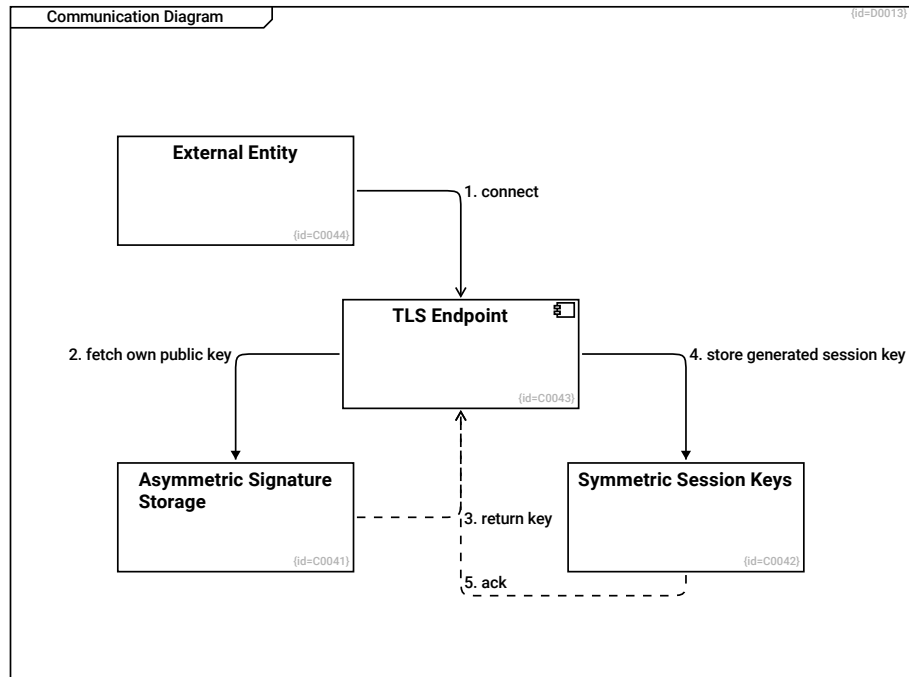 Communication Diagram
{id=D0013}
External Entity
{id=C0044}
1. connect
TLS Endpoint
{id=C0043}
2. fetch own public key
4. store generated session key
Asymmetric Signature
Storage
{id=C0041}
Symmetric Session Keys
{id=C0042}
3. return key
5. ack